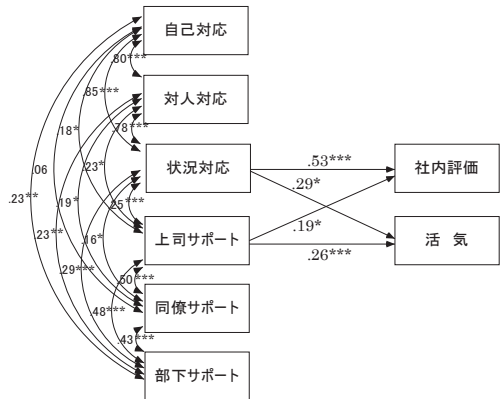 自己対応
.80***
対人対応
.85***
.78***
.18*
状況対応
.53***
社内評価
.06
.23*
.29*
.23**
.19*
.25***
.19*
上司サポート
.26***
活　気
.23**
.16*
.29***
.50***
同僚サポート
.48***
.43***
部下サポート